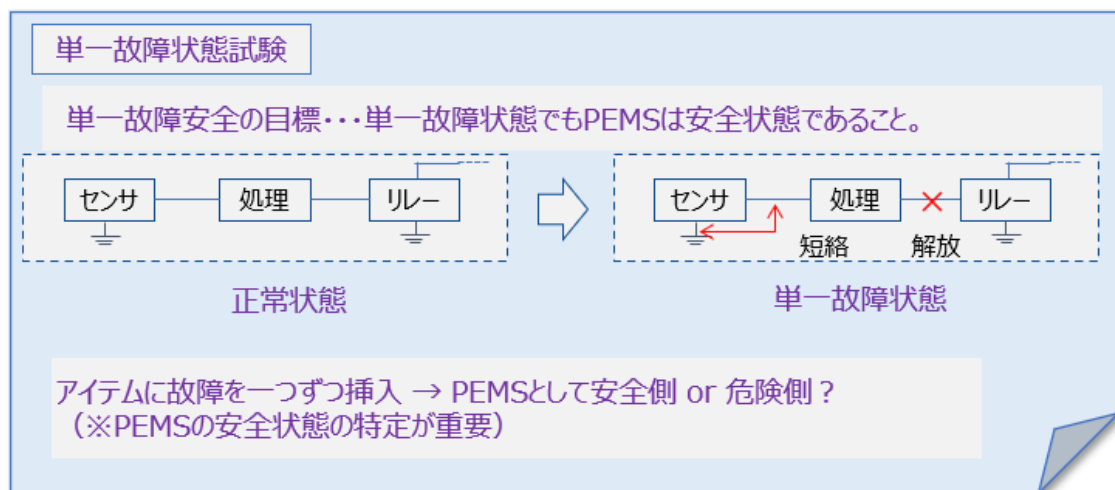 単一故障状態試験
単一故障安全の目標・・・単一故障状態でもPEMSは安全状態であること。
センサ 処理 リレー
センサ 処理 リレー
短絡 解放
正常状態
単一故障状態
アイテムに故障を一つずつ挿入 → PEMSとして安全側 or 危険側？
（※PEMSの安全状態の特定が重要）